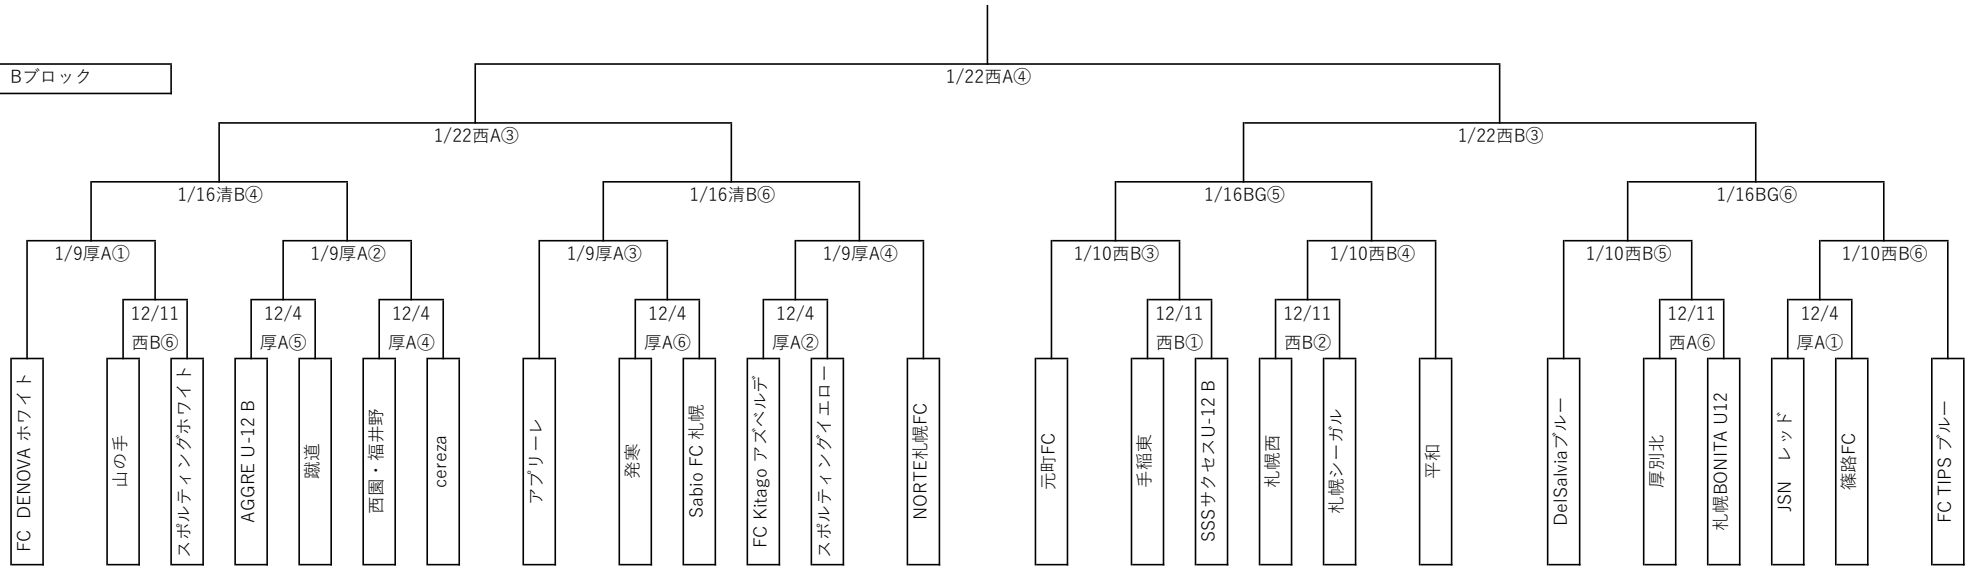 Bブロック
1/22西A④
1/22西A③
1/22西B③
1/16清B④
1/16清B⑥
1/16BG⑤
1/16BG⑥
1/9厚A①
1/9厚A②
1/9厚A③
1/9厚A④
1/10西B③
1/10西B④
1/10西B⑤
1/10西B⑥
12/11
西B⑥
12/4
厚A⑤
12/4
厚A④
12/4
厚A⑥
12/4
厚A②
12/11
西B①
12/11
西B②
12/11
西A⑥
12/4
厚A①
FC DENOVA ホワイト
山の手
スポルティングホワイト
AGGRE U-12 B
蹴道
西園・福井野
cereza
アプリーレ
発寒
Sabio FC 札幌
FC Kitago アズベルデ
スポルティングイエロー
NORTE札幌FC
元町FC
手稲東
SSSサクセスU-12 B
札幌西
札幌シーガル
平和
DelSalviaブルー
厚別北
札幌BONITA U12
JSN レッド
篠路FC
FC TIPS ブルー